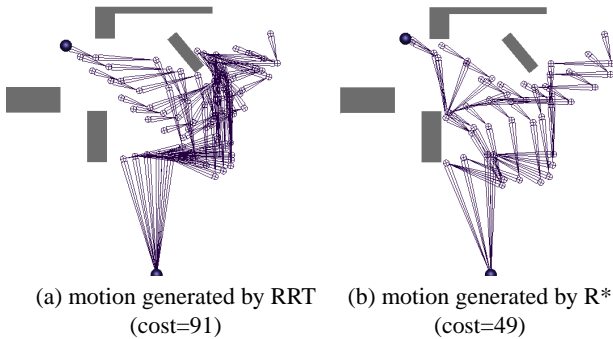 (a) motion generated by RRT
(cost=91)
(b) motion generated by R*
(cost=49)